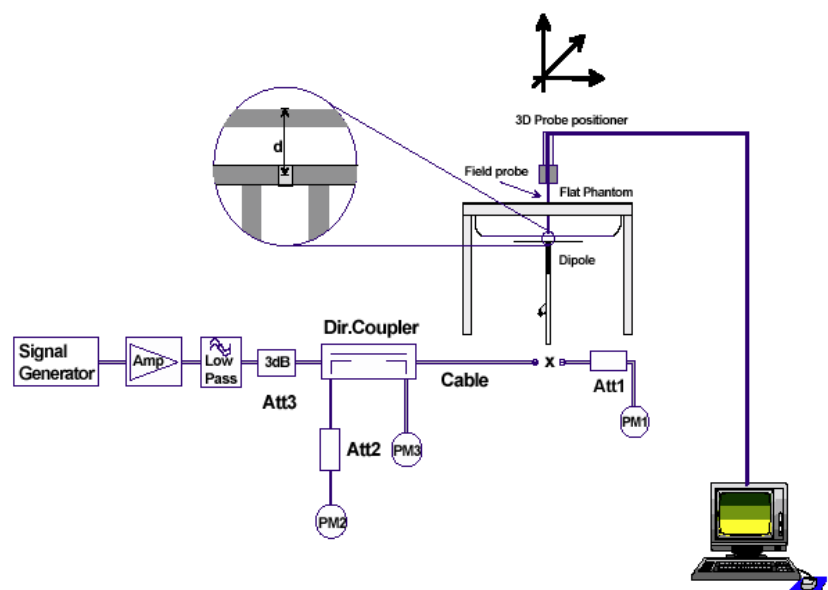 3D Probe positioner
d
Field probe
Flat Phantom
Dipole
Dir.Coupler
Signal
Generator
Amp
Low
Pass
3dB
x
Cable
Att1
Att3
PM1
Att2
PM3
PM2